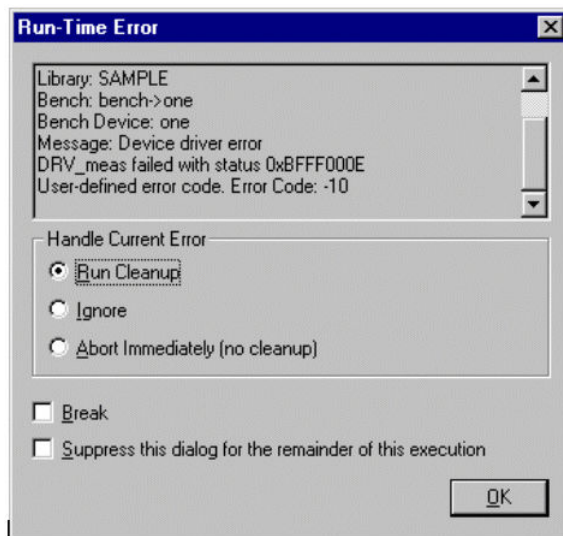 Run-Time Error
Library: SAMPLE
Bench: bench->one
Bench Device: one
Message: Device driver error
DRV_meas failed with status 0xBFFF000E
User-defined error code. Error Code: -10
Handle Current Error
Run Cleanup
Ignore
Abort Immediately (no cleanup)
Break
Suppress this dialog for the remainder of this execution
OK